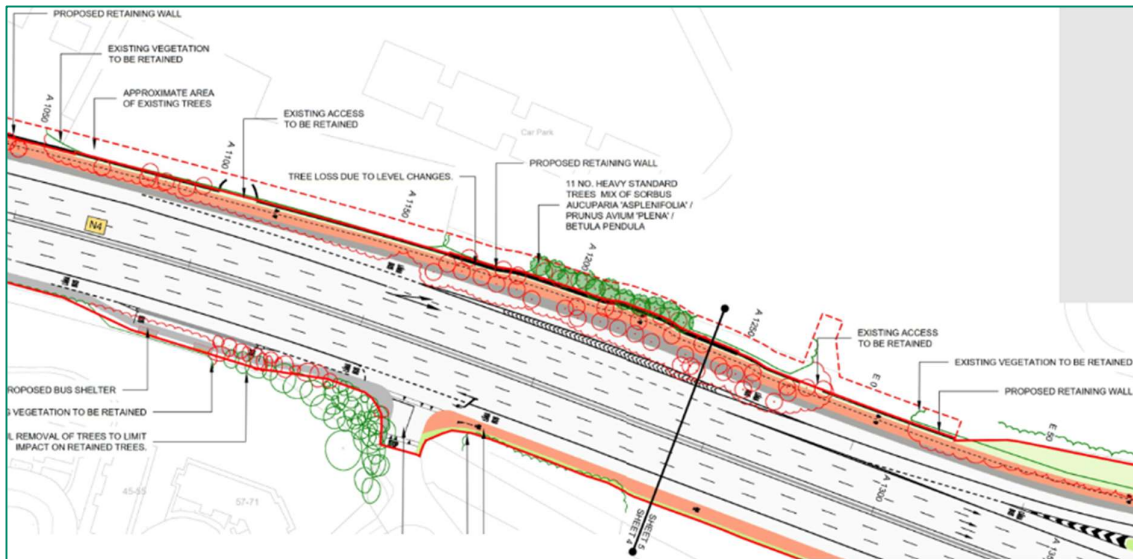 PROPOSED RETAINING WALL
EXISTING VEGETATION
TO BE RETAINED
APPROXIMATE AREA
OF EXISTING TREES
EXISTING ACCESS
TO BE RETAINED
Car Park
A 1050
A 1100
A 1150
TREE LOSS DUE TO LEVEL CHANGES.
PROPOSED RETAINING WALL
11 NO. HEAVY STANDARD
TREES MIX OF SORBUS
AUCUPARIA 'ASPLENIFOLIA' /
PRUNUS AVIUM 'PLENA' /
BETULA PENDULA
N4
A 1200
A 1250
EXISTING ACCESS
TO BE RETAINED
E 0
EXISTING VEGETATION TO BE RETAINED
PROPOSED RETAINING WALL
E 50
ROPOSED BUS SHELTER
G VEGETATION TO BE RETAINED
L REMOVAL OF TREES TO LIMIT
IMPACT ON RETAINED TREES.
45-55
57-71
SHEET 4
SHEET 5
A 1300